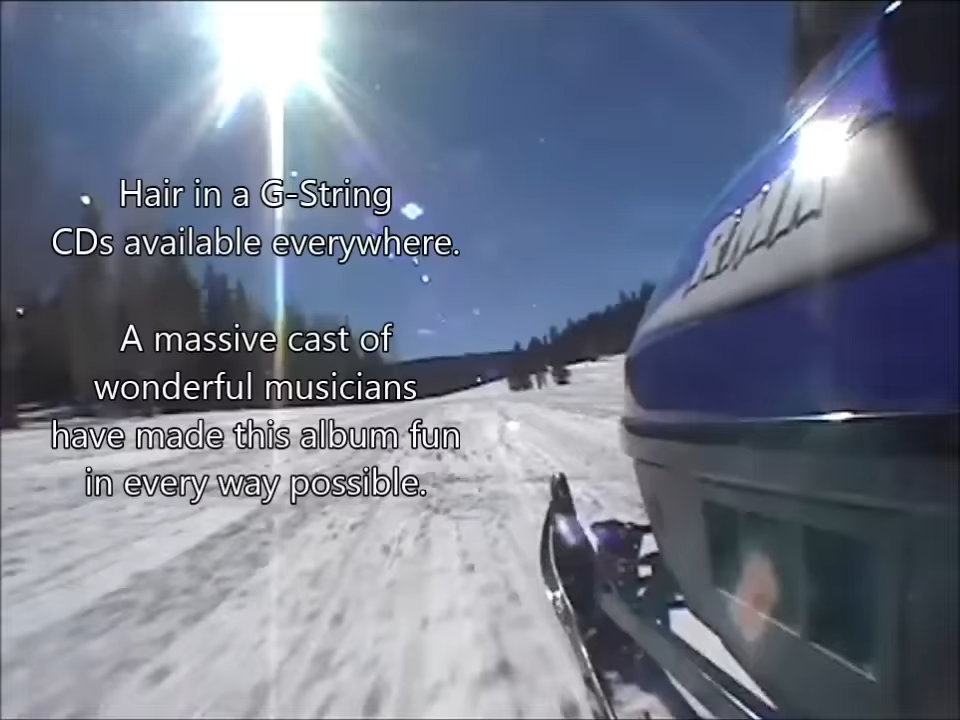 Hair in a G-String
CDs available everywhere.
A massive cast of
wonderful musicians
have made this album fun
in every way possible.